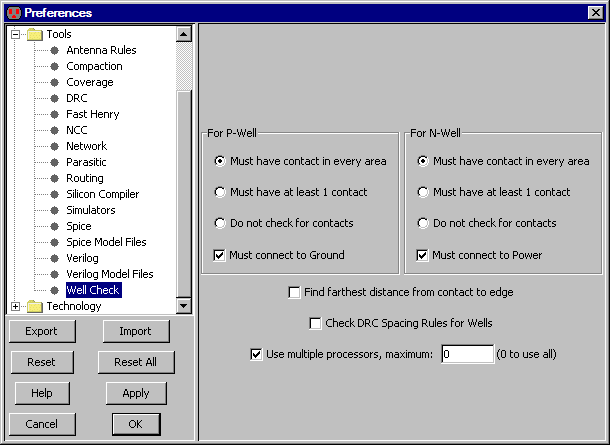 Preferences
Tools
Antenna Rules
Compaction
Coverage
DRC
Fast Henry
NCC
Network
Parasitic
Routing
Silicon Compiler
Simulators
Spice
Spice Model Files
Verilog
Verilog Model Files
Well Check
Technology
Export
Import
Reset
Reset All
Help
Apply
Cancel
OK
For P-Well
Must have contact in every area
Must have at least 1 contact
Do not check for contacts
Must connect to Ground
For N-Well
Must have contact in every area
Must have at least 1 contact
Do not check for contacts
Must connect to Power
Find farthest distance from contact to edge
Check DRC Spacing Rules for Wells
Use multiple processors, maximum: 0 (0 to use all)